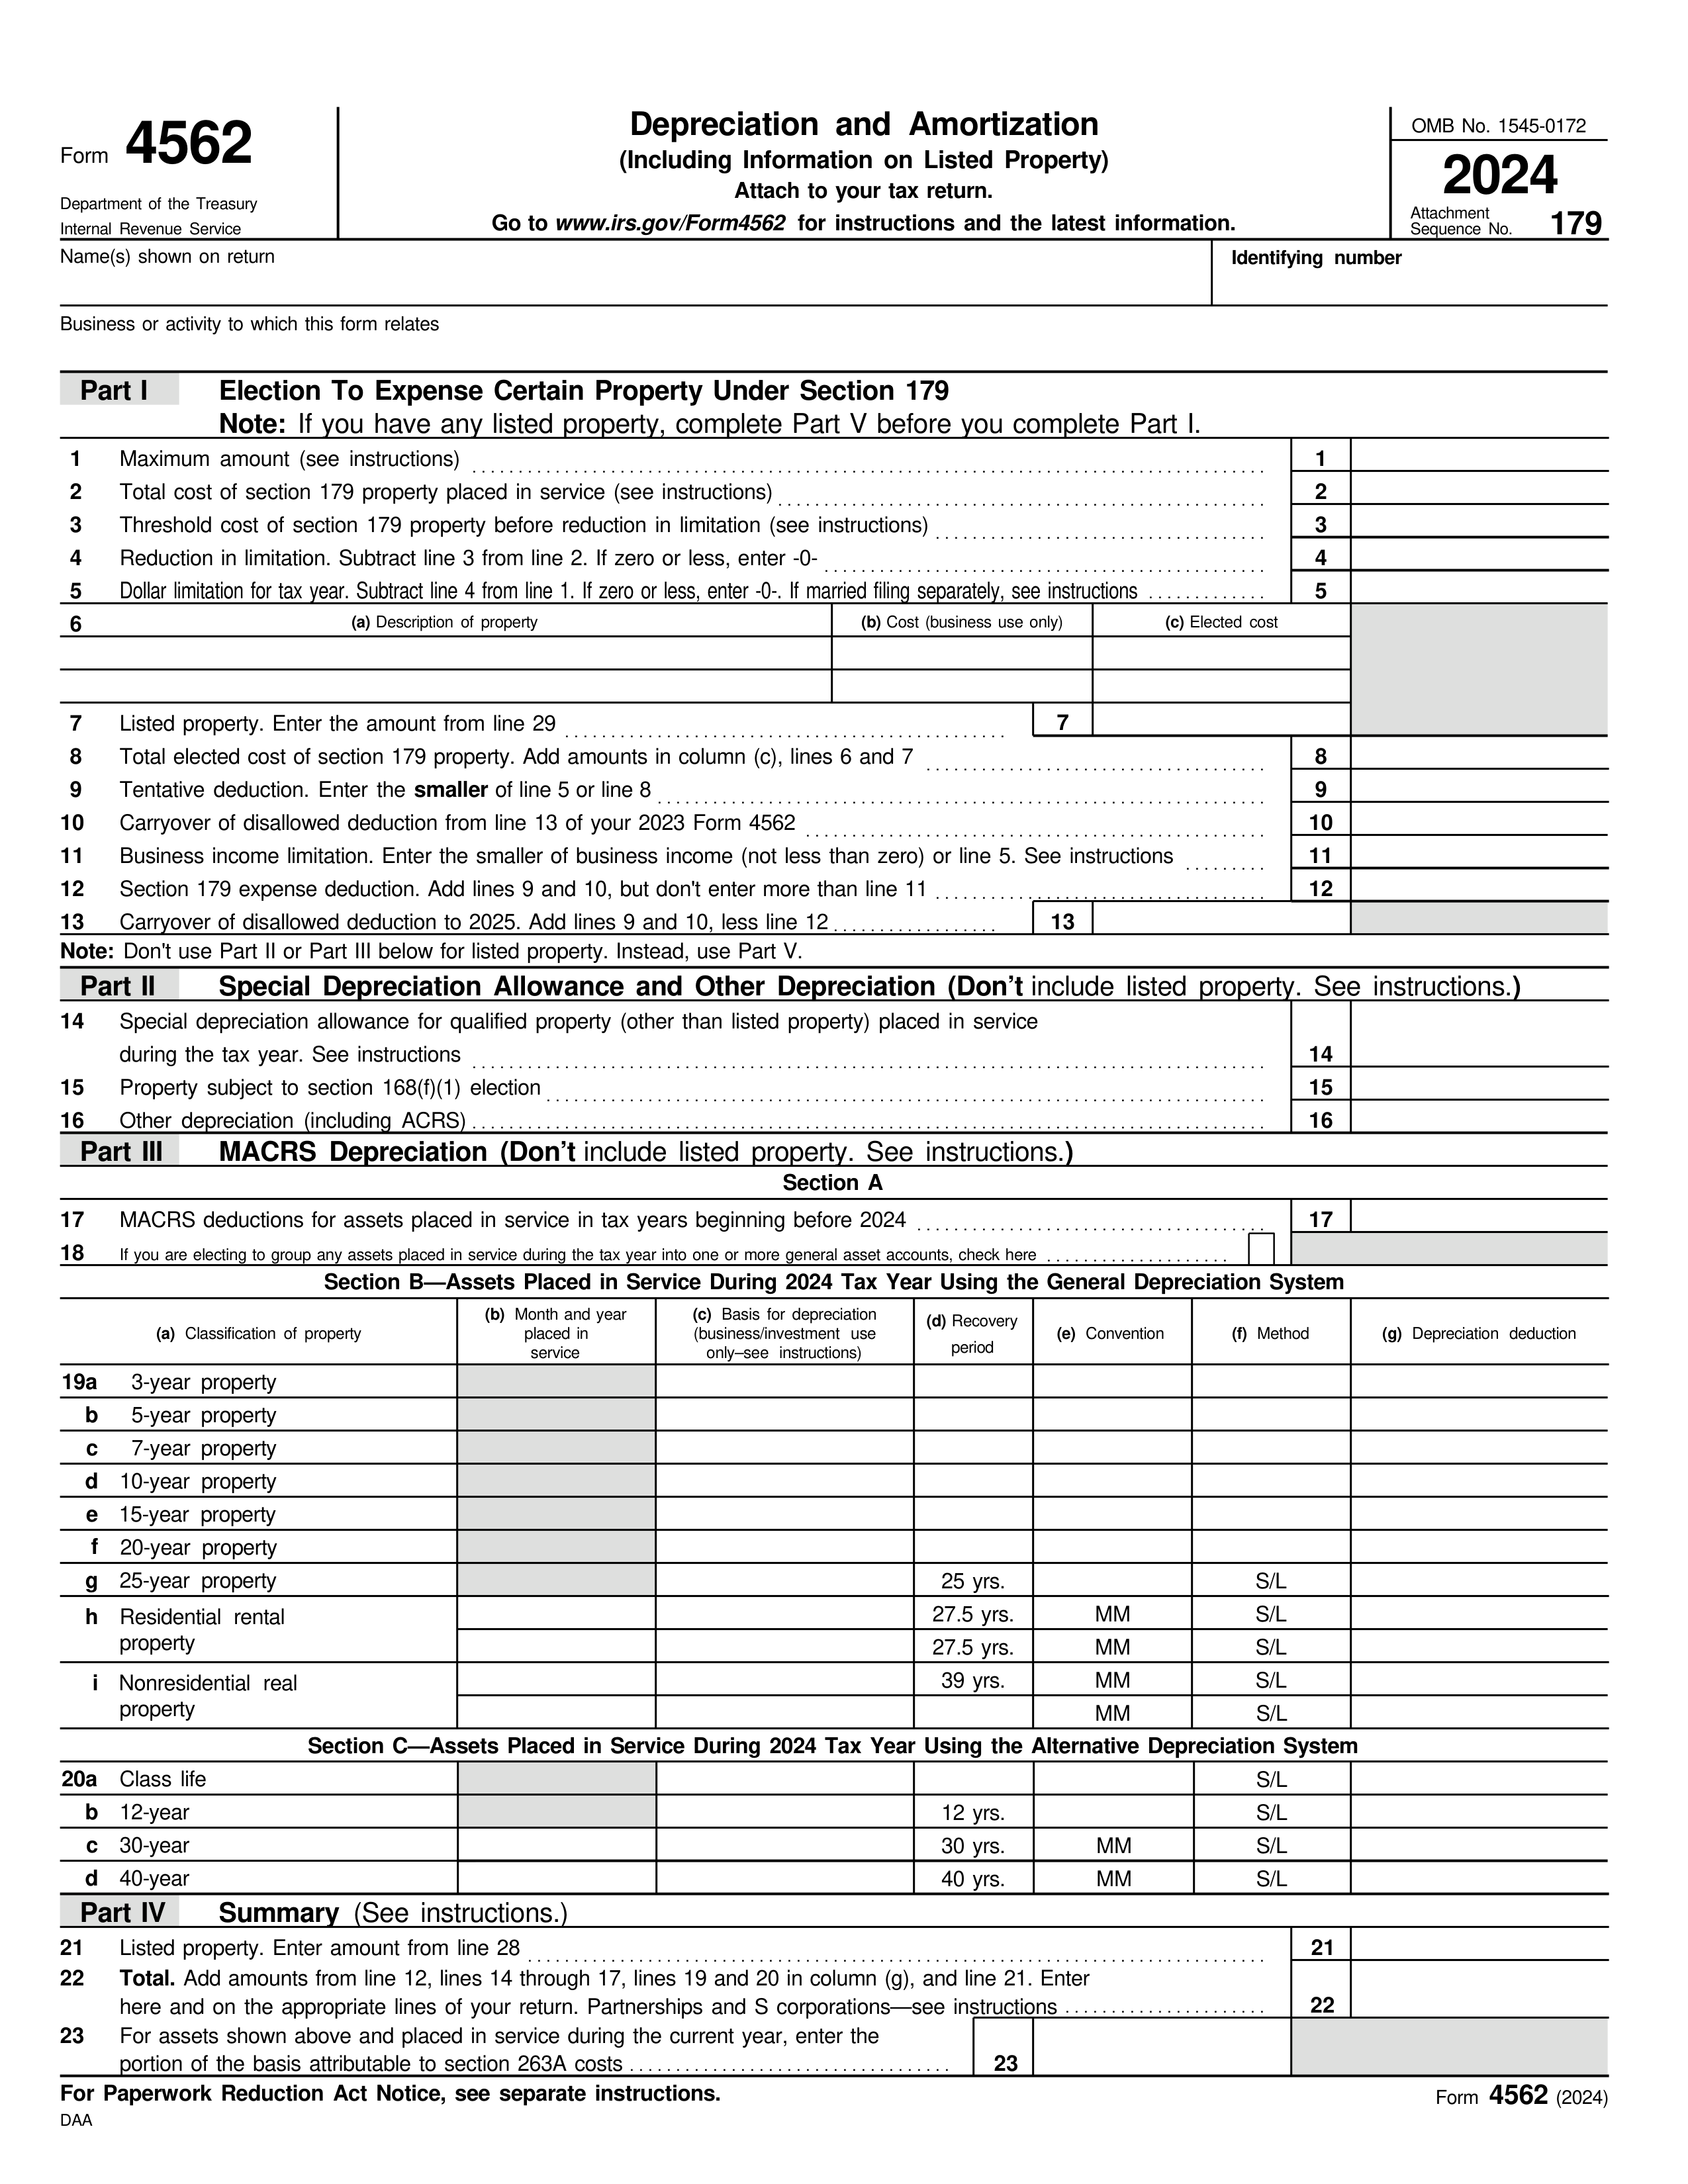 Form 4562
Department of the Treasury
Internal Revenue Service
Depreciation and Amortization
(Including Information on Listed Property)
Attach to your tax return.
Go to www.irs.gov/Form4562 for instructions and the latest information.
OMB No. 1545-0172
2024
Attachment
Sequence No. 179
Name(s) shown on return
Identifying number
Business or activity to which this form relates
Part I Election To Expense Certain Property Under Section 179
Note: If you have any listed property, complete Part V before you complete Part I.
1 Maximum amount (see instructions) 1
2 Total cost of section 179 property placed in service (see instructions) 2
3 Threshold cost of section 179 property before reduction in limitation (see instructions) 3
4 Reduction in limitation. Subtract line 3 from line 2. If zero or less, enter -0- 4
5 Dollar limitation for tax year. Subtract line 4 from line 1. If zero or less, enter -0-. If married filing separately, see instructions 5
6 (a) Description of property (b) Cost (business use only) (c) Elected cost
7 Listed property. Enter the amount from line 29 7
8 Total elected cost of section 179 property. Add amounts in column (c), lines 6 and 7 8
9 Tentative deduction. Enter the smaller of line 5 or line 8 9
10 Carryover of disallowed deduction from line 13 of your 2023 Form 4562 10
11 Business income limitation. Enter the smaller of business income (not less than zero) or line 5. See instructions 11
12 Section 179 expense deduction. Add lines 9 and 10, but don't enter more than line 11 12
13 Carryover of disallowed deduction to 2025. Add lines 9 and 10, less line 12 13
Note: Don't use Part II or Part III below for listed property. Instead, use Part V.
Part II Special Depreciation Allowance and Other Depreciation (Don’t include listed property. See instructions.)
14 Special depreciation allowance for qualified property (other than listed property) placed in service
during the tax year. See instructions 14
15 Property subject to section 168(f)(1) election 15
16 Other depreciation (including ACRS) 16
Part III MACRS Depreciation (Don’t include listed property. See instructions.)
Section A
17 MACRS deductions for assets placed in service in tax years beginning before 2024 17
18 If you are electing to group any assets placed in service during the tax year into one or more general asset accounts, check here
Section B—Assets Placed in Service During 2024 Tax Year Using the General Depreciation System
(a) Classification of property
(b) Month and year
placed in
service
(c) Basis for depreciation
(business/investment use
only–see instructions)
(d) Recovery
period
(e) Convention
(f) Method
(g) Depreciation deduction
19a 3-year property
b 5-year property
c 7-year property
d 10-year property
e 15-year property
f 20-year property
g 25-year property 25 yrs. S/L
h Residential rental 27.5 yrs. MM S/L
property 27.5 yrs. MM S/L
i Nonresidential real 39 yrs. MM S/L
property MM S/L
Section C—Assets Placed in Service During 2024 Tax Year Using the Alternative Depreciation System
20a Class life S/L
b 12-year 12 yrs. S/L
c 30-year 30 yrs. MM S/L
d 40-year 40 yrs. MM S/L
Part IV Summary (See instructions.)
21 Listed property. Enter amount from line 28 21
22 Total. Add amounts from line 12, lines 14 through 17, lines 19 and 20 in column (g), and line 21. Enter
here and on the appropriate lines of your return. Partnerships and S corporations—see instructions 22
23 For assets shown above and placed in service during the current year, enter the
portion of the basis attributable to section 263A costs 23
For Paperwork Reduction Act Notice, see separate instructions.
Form 4562 (2024)
DAA